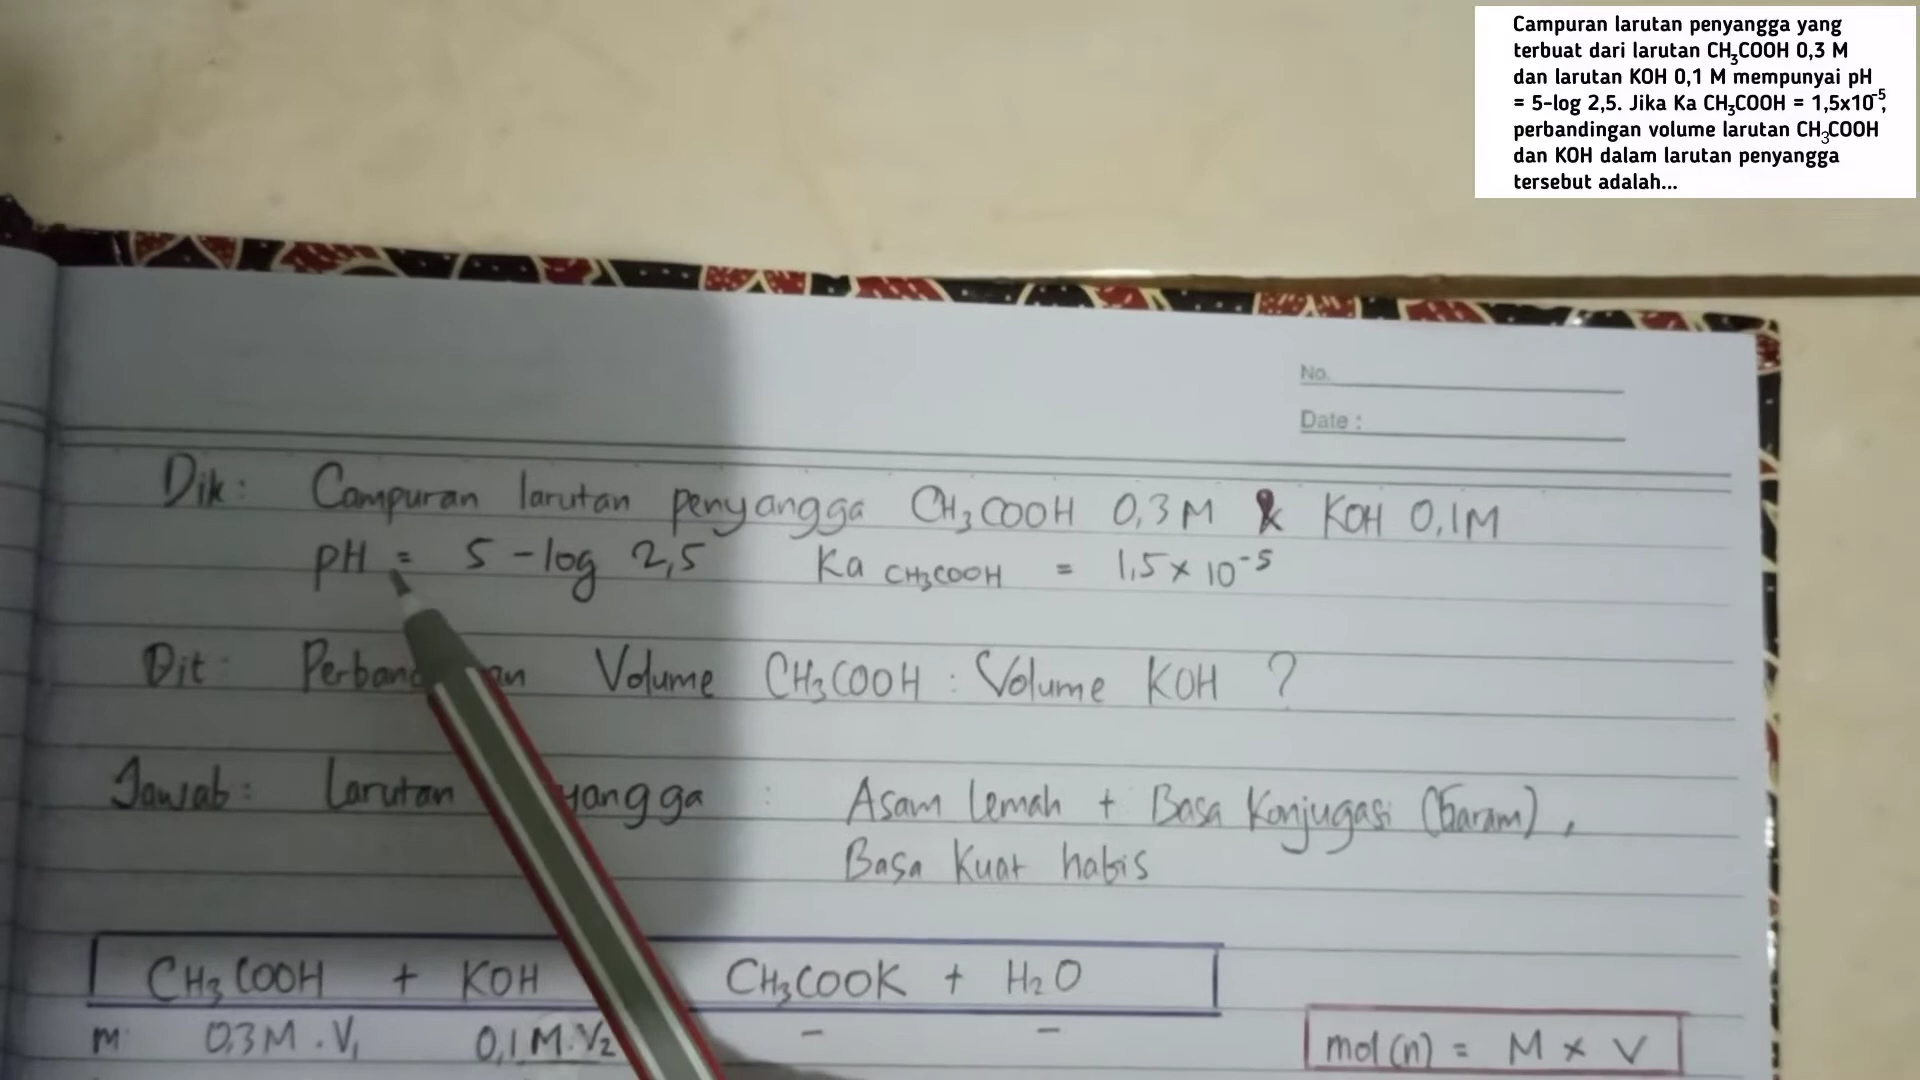 Campuran larutan penyangga yang
terbuat dari larutan CH₃COOH 0,3 M
dan larutan KOH 0,1 M mempunyai pH
= 5-log 2,5. Jika Ka CH₃COOH = 1,5x10⁻⁵,
perbandingan volume larutan CH₃COOH
dan KOH dalam larutan penyangga
tersebut adalah...
No.
Date :
Dik: Campuran larutan penyangga CH₃COOH 0,3 M & KOH 0,1 M
pH = 5 - log 2,5 Ka CH₃COOH = 1,5 × 10⁻⁵
Dit: Volume CH₃COOH : Volume KOH ?
Jawab: Larutan : Asam lemah + Basa Konjugasi (Garam),
Basa Kuat habis
CH₃COOH + KOH CH₃COOK + H₂O
m: 0,3 M . V₁ 0,1 M . V₂ - -
mol (n) = M × V